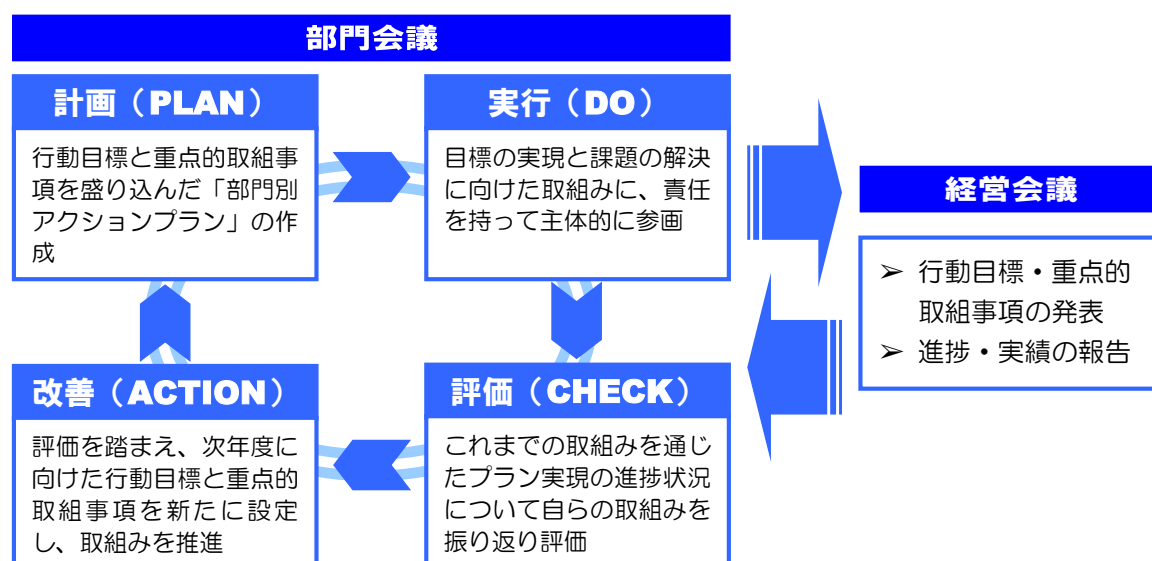 部門会議
計画（PLAN）
行動目標と重点的取組事
項を盛り込んだ「部門別
アクションプラン」の作
成
実行（DO）
目標の実現と課題の解決
に向けた取組みに、責任
を持って主体的に参画
改善（ACTION）
評価を踏まえ、次年度に
向けた行動目標と重点的
取組事項を新たに設定
し、取組みを推進
評価（CHECK）
これまでの取組みを通じ
たプラン実現の進捗状況
について自らの取組みを
振り返り評価
経営会議
➢ 行動目標・重点的
取組事項の発表
➢ 進捗・実績の報告